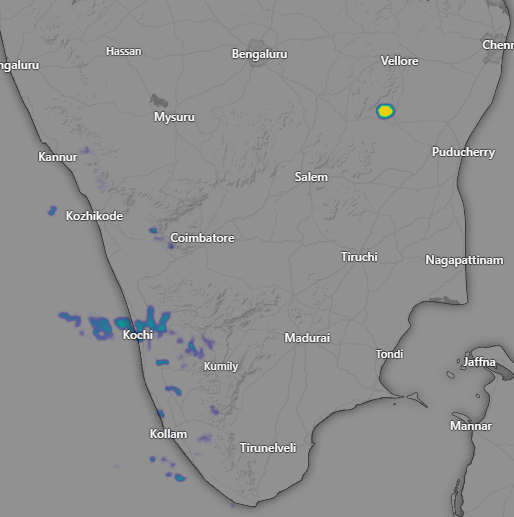 Hassan
Bengaluru
Chenn
ngaluru
Vellore
Mysuru
Kannur
Puducherry
Salem
Kozhikode
Coimbatore
Tiruchi
Nagapattinam
Kochi
Madurai
Tondi
Jaffna
Kumily
Mannar
Kollam
Tirunelveli